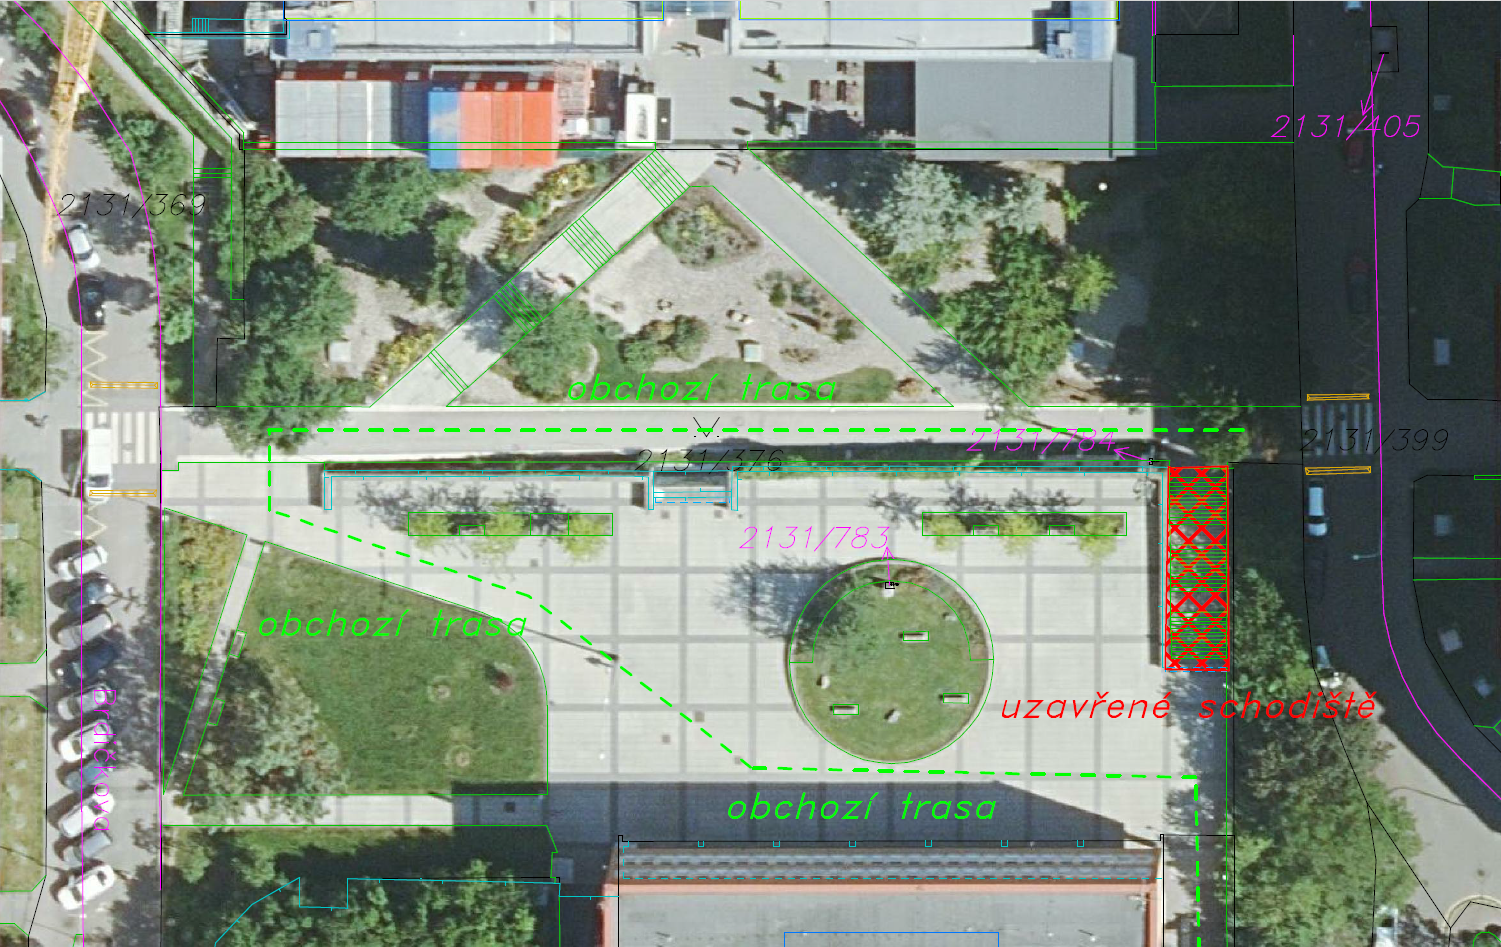 2131/405
2131/369
obchozí trasa
2131/784
2131/399
2131/376
2131/783
obchozí trasa
uzavřené schodiště
obchozí trasa